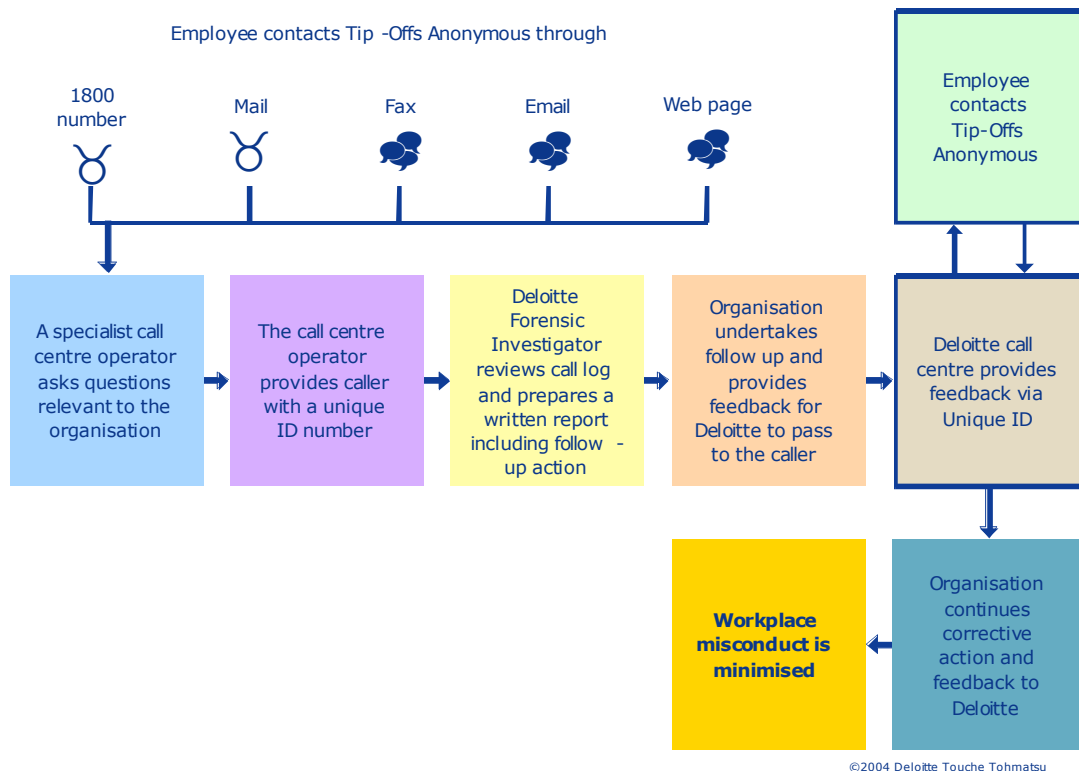 Employee contacts Tip -Offs Anonymous through
1800
number
Mail
Fax
Email
Web page
Employee
contacts
Tip-Offs
Anonymous
A specialist call
centre operator
asks questions
relevant to the
organisation
The call centre
operator
provides caller
with a unique
ID number
Deloitte
Forensic
Investigator
reviews call log
and prepares a
written report
including follow -
up action
Organisation
undertakes
follow up and
provides
feedback for
Deloitte to pass
to the caller
Deloitte call
centre provides
feedback via
Unique ID
Workplace
misconduct is
minimised
Organisation
continues
corrective
action and
feedback to
Deloitte
©2004 Deloitte Touche Tohmatsu